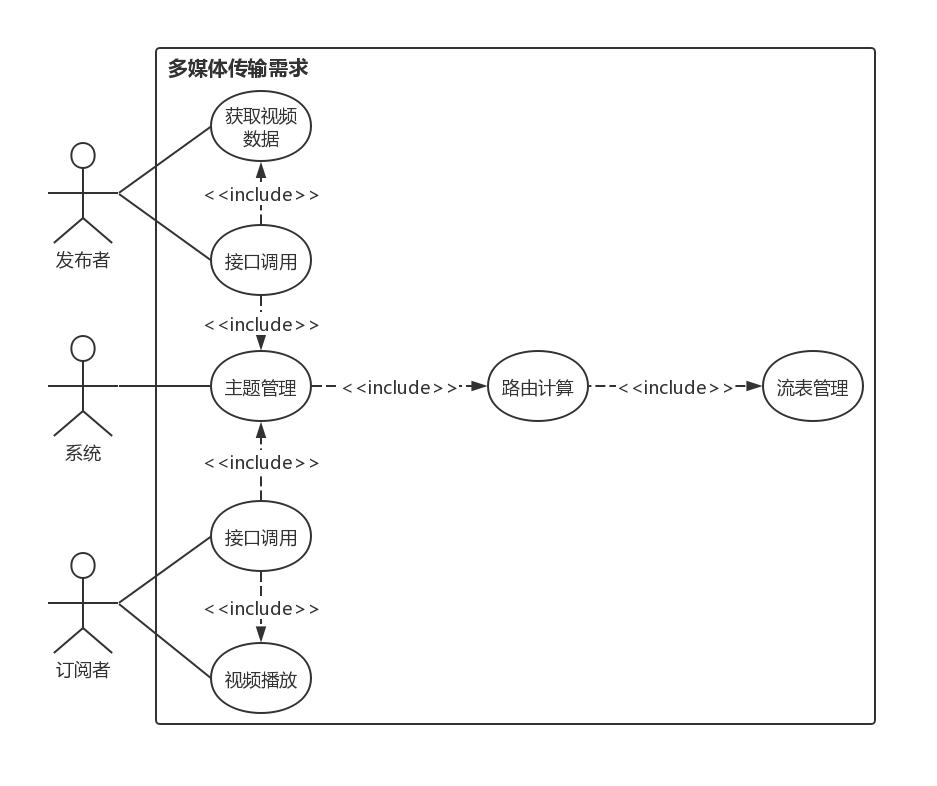 多媒体传输需求
获取视频
数据
<<include>>
发布者
接口调用
<<include>>
主题管理
<<include>>
路由计算
<<include>>
流表管理
系统
<<include>>
接口调用
<<include>>
订阅者
视频播放